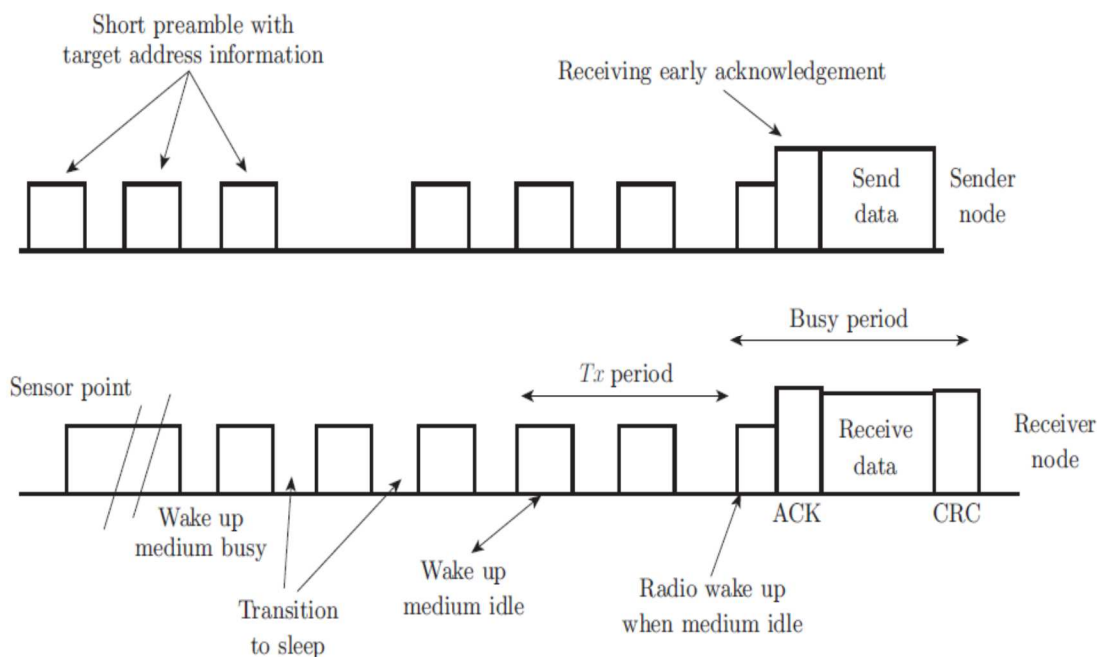 Short preamble with
target address information
Receiving early acknowledgement
Send
data
Sender
node
Busy period
Tx period
Sensor point
Receive
data
Receiver
node
ACK
CRC
Wake up
medium busy
Wake up
medium idle
Radio wake up
when medium idle
Transition
to sleep